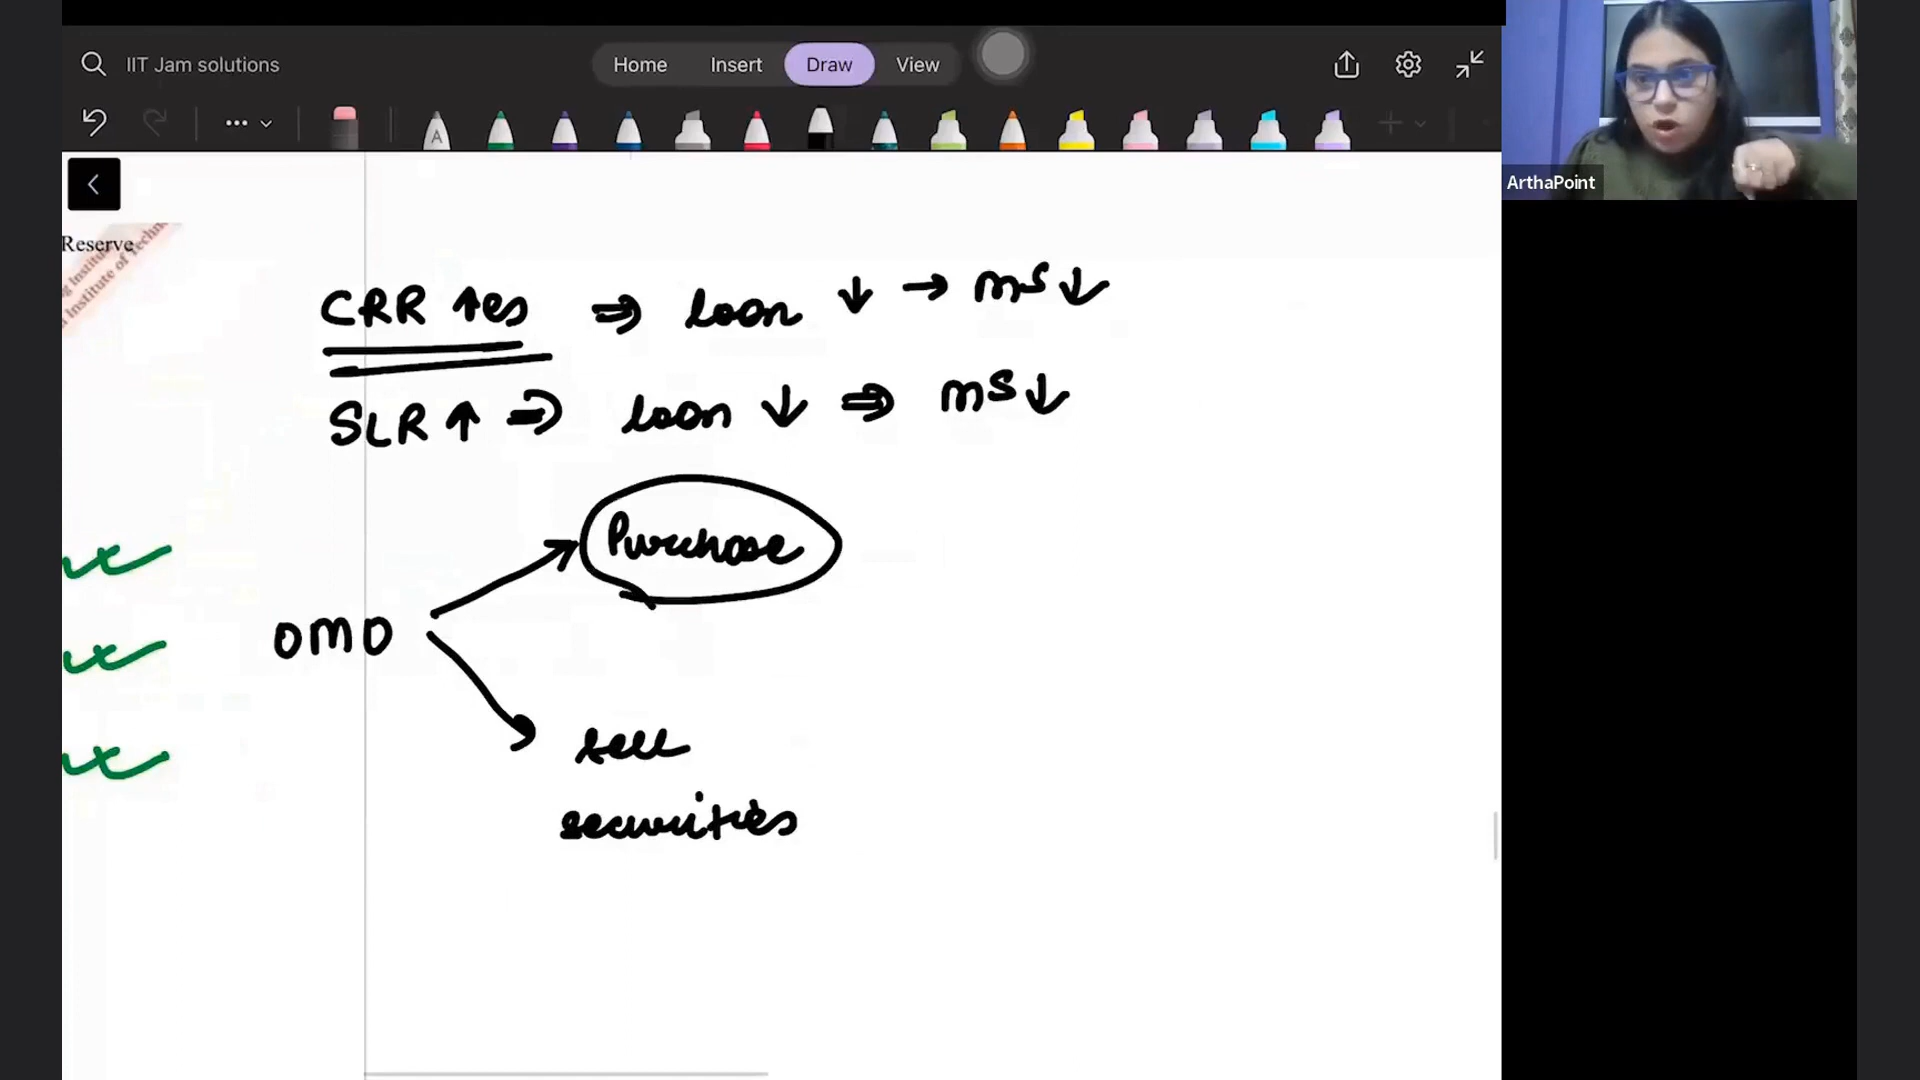 IIT Jam solutions
Home Insert Draw View
A
ArthaPoint
Reserve
CRR ↑es ⇒ loan ↓ → mS ↓
SLR ↑ ⇒ loan ↓ ⇒ mS ↓
Purchase
OMO
sell
securities